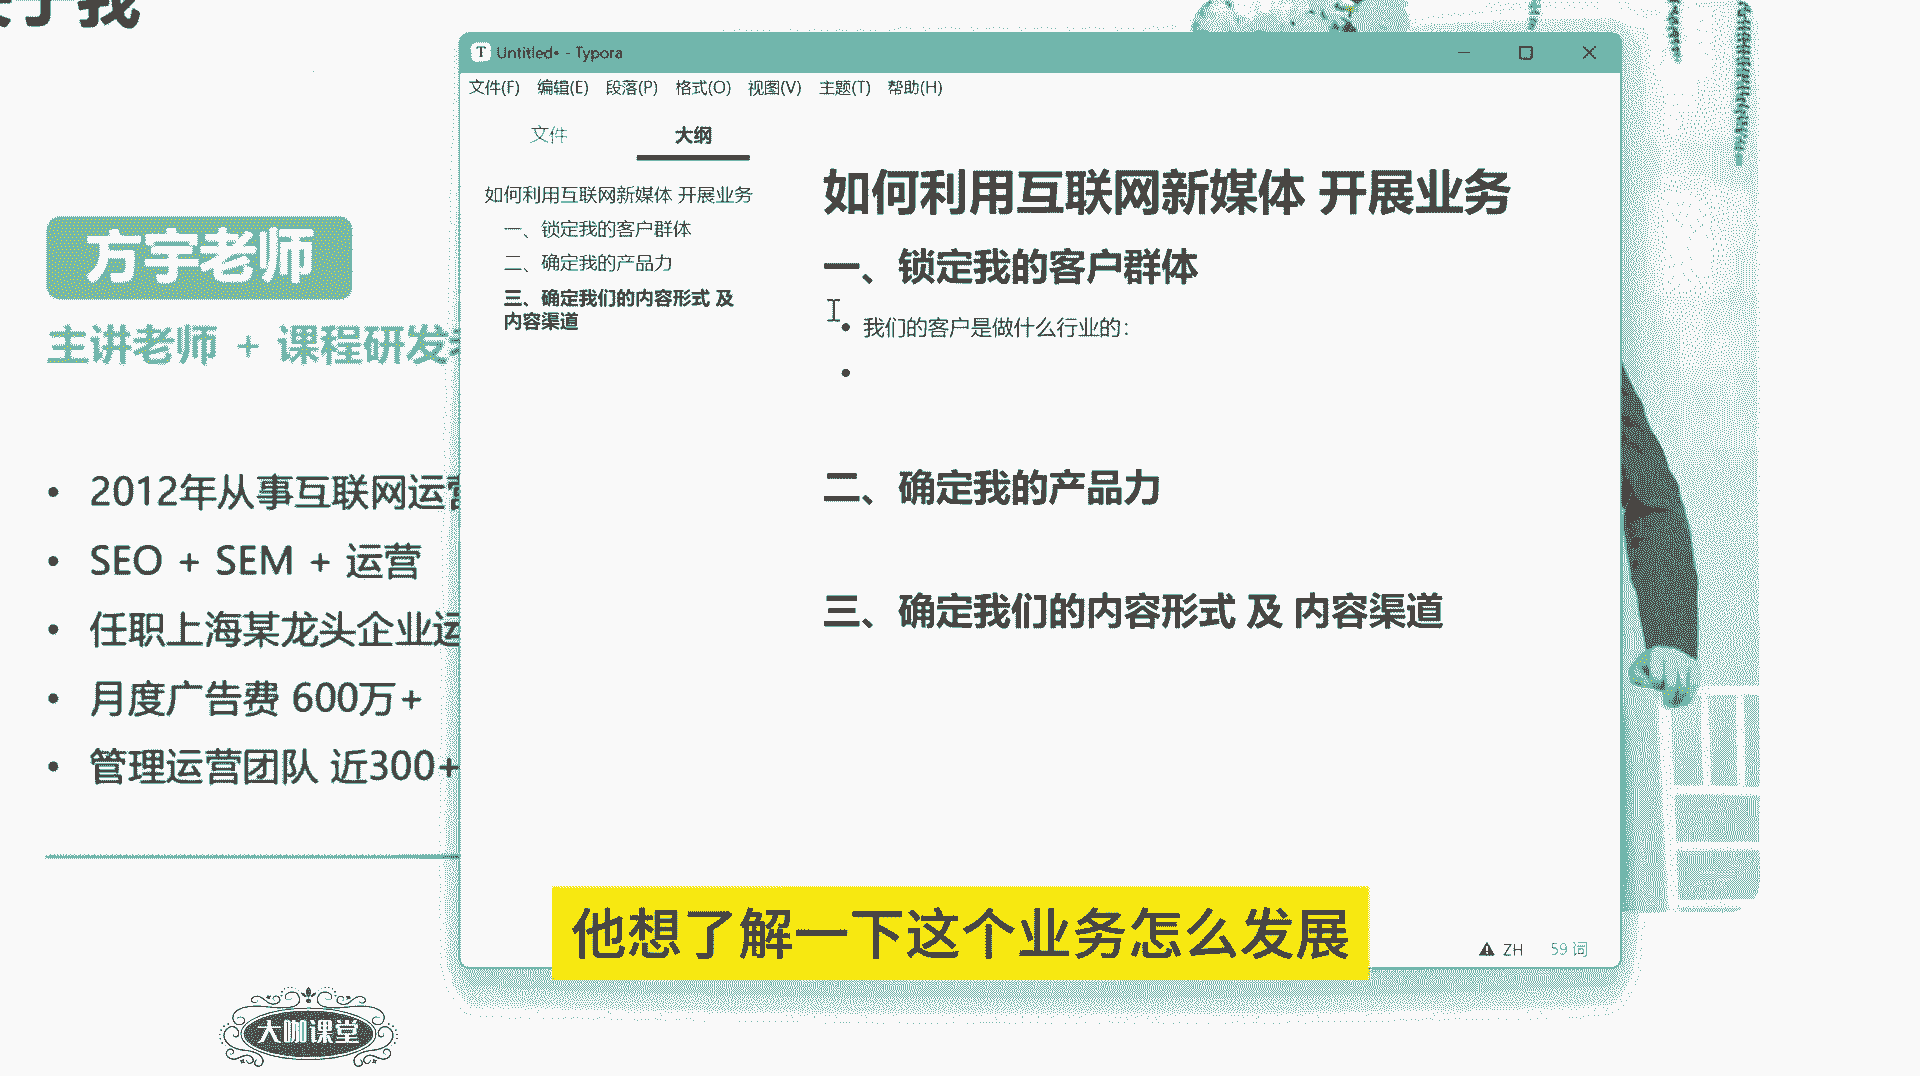 于我
方宇老师
主讲老师 + 课程研发
2012年从事互联网运营
SEO + SEM + 运营
任职上海某龙头企业运
月度广告费 600万+
管理运营团队 近300+
大咖课堂
Untitled• - Typora
文件(F) 编辑(E) 段落(P) 格式(O) 视图(V) 主题(T) 帮助(H)
文件 大纲
如何利用互联网新媒体 开展业务
一、锁定我的客户群体
二、确定我的产品力
三、确定我们的内容形式 及
内容渠道
如何利用互联网新媒体 开展业务
一、锁定我的客户群体
我们的客户是做什么行业的：
二、确定我的产品力
三、确定我们的内容形式 及 内容渠道
ZH 59 词
他想了解一下这个业务怎么发展